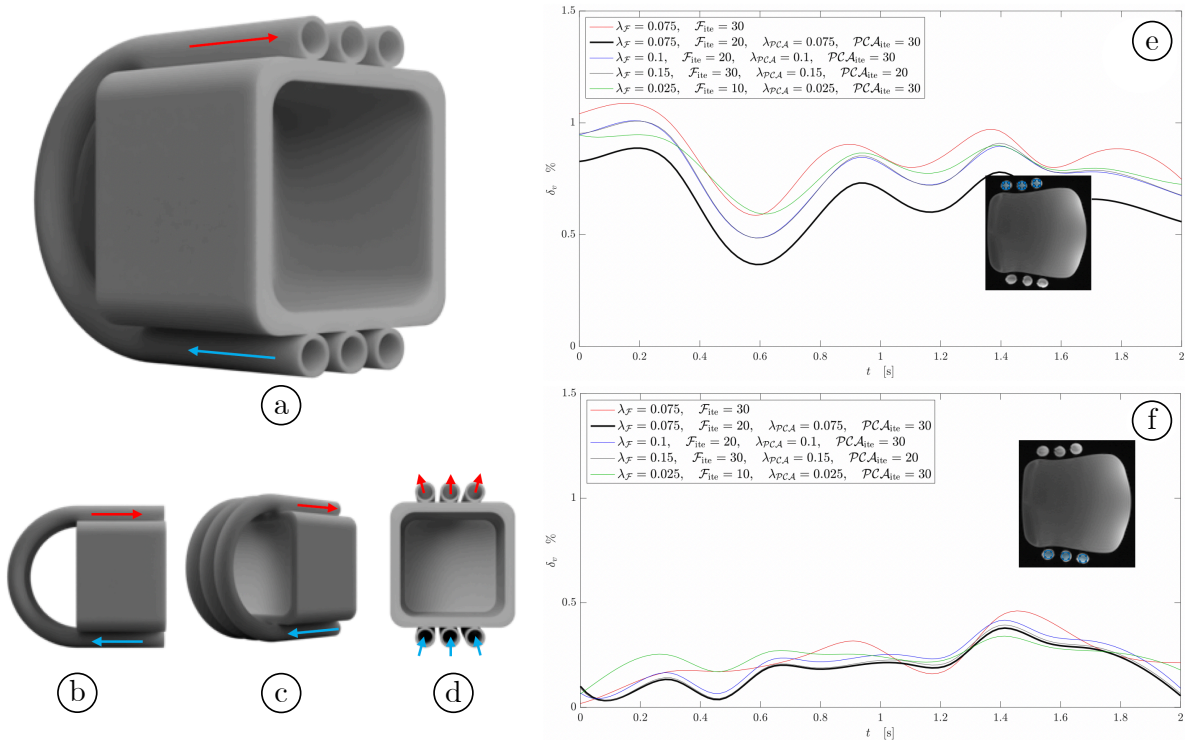 a
b
c
d
e
λ_ℱ = 0.075, ℱ_ite = 30
λ_ℱ = 0.075, ℱ_ite = 20, λ_𝒫𝒞𝒜 = 0.075, 𝒫𝒞𝒜_ite = 30
λ_ℱ = 0.1, ℱ_ite = 20, λ_𝒫𝒞𝒜 = 0.1, 𝒫𝒞𝒜_ite = 30
λ_ℱ = 0.15, ℱ_ite = 30, λ_𝒫𝒞𝒜 = 0.15, 𝒫𝒞𝒜_ite = 20
λ_ℱ = 0.025, ℱ_ite = 10, λ_𝒫𝒞𝒜 = 0.025, 𝒫𝒞𝒜_ite = 30
1.5
1
0.5
0
δ_v %
0 0.2 0.4 0.6 0.8 1 1.2 1.4 1.6 1.8 2
t [s]
f
λ_ℱ = 0.075, ℱ_ite = 30
λ_ℱ = 0.075, ℱ_ite = 20, λ_𝒫𝒞𝒜 = 0.075, 𝒫𝒞𝒜_ite = 30
λ_ℱ = 0.1, ℱ_ite = 20, λ_𝒫𝒞𝒜 = 0.1, 𝒫𝒞𝒜_ite = 30
λ_ℱ = 0.15, ℱ_ite = 30, λ_𝒫𝒞𝒜 = 0.15, 𝒫𝒞𝒜_ite = 20
λ_ℱ = 0.025, ℱ_ite = 10, λ_𝒫𝒞𝒜 = 0.025, 𝒫𝒞𝒜_ite = 30
1.5
1
0.5
0
δ_v %
0 0.2 0.4 0.6 0.8 1 1.2 1.4 1.6 1.8 2
t [s]